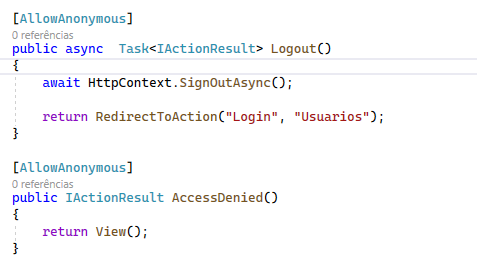 [AllowAnonymous]
0 referências
public async  Task<IActionResult> Logout()
{
    await HttpContext.SignOutAsync();
    return RedirectToAction("Login", "Usuarios");
}
[AllowAnonymous]
0 referências
public IActionResult AccessDenied()
{
    return View();
}